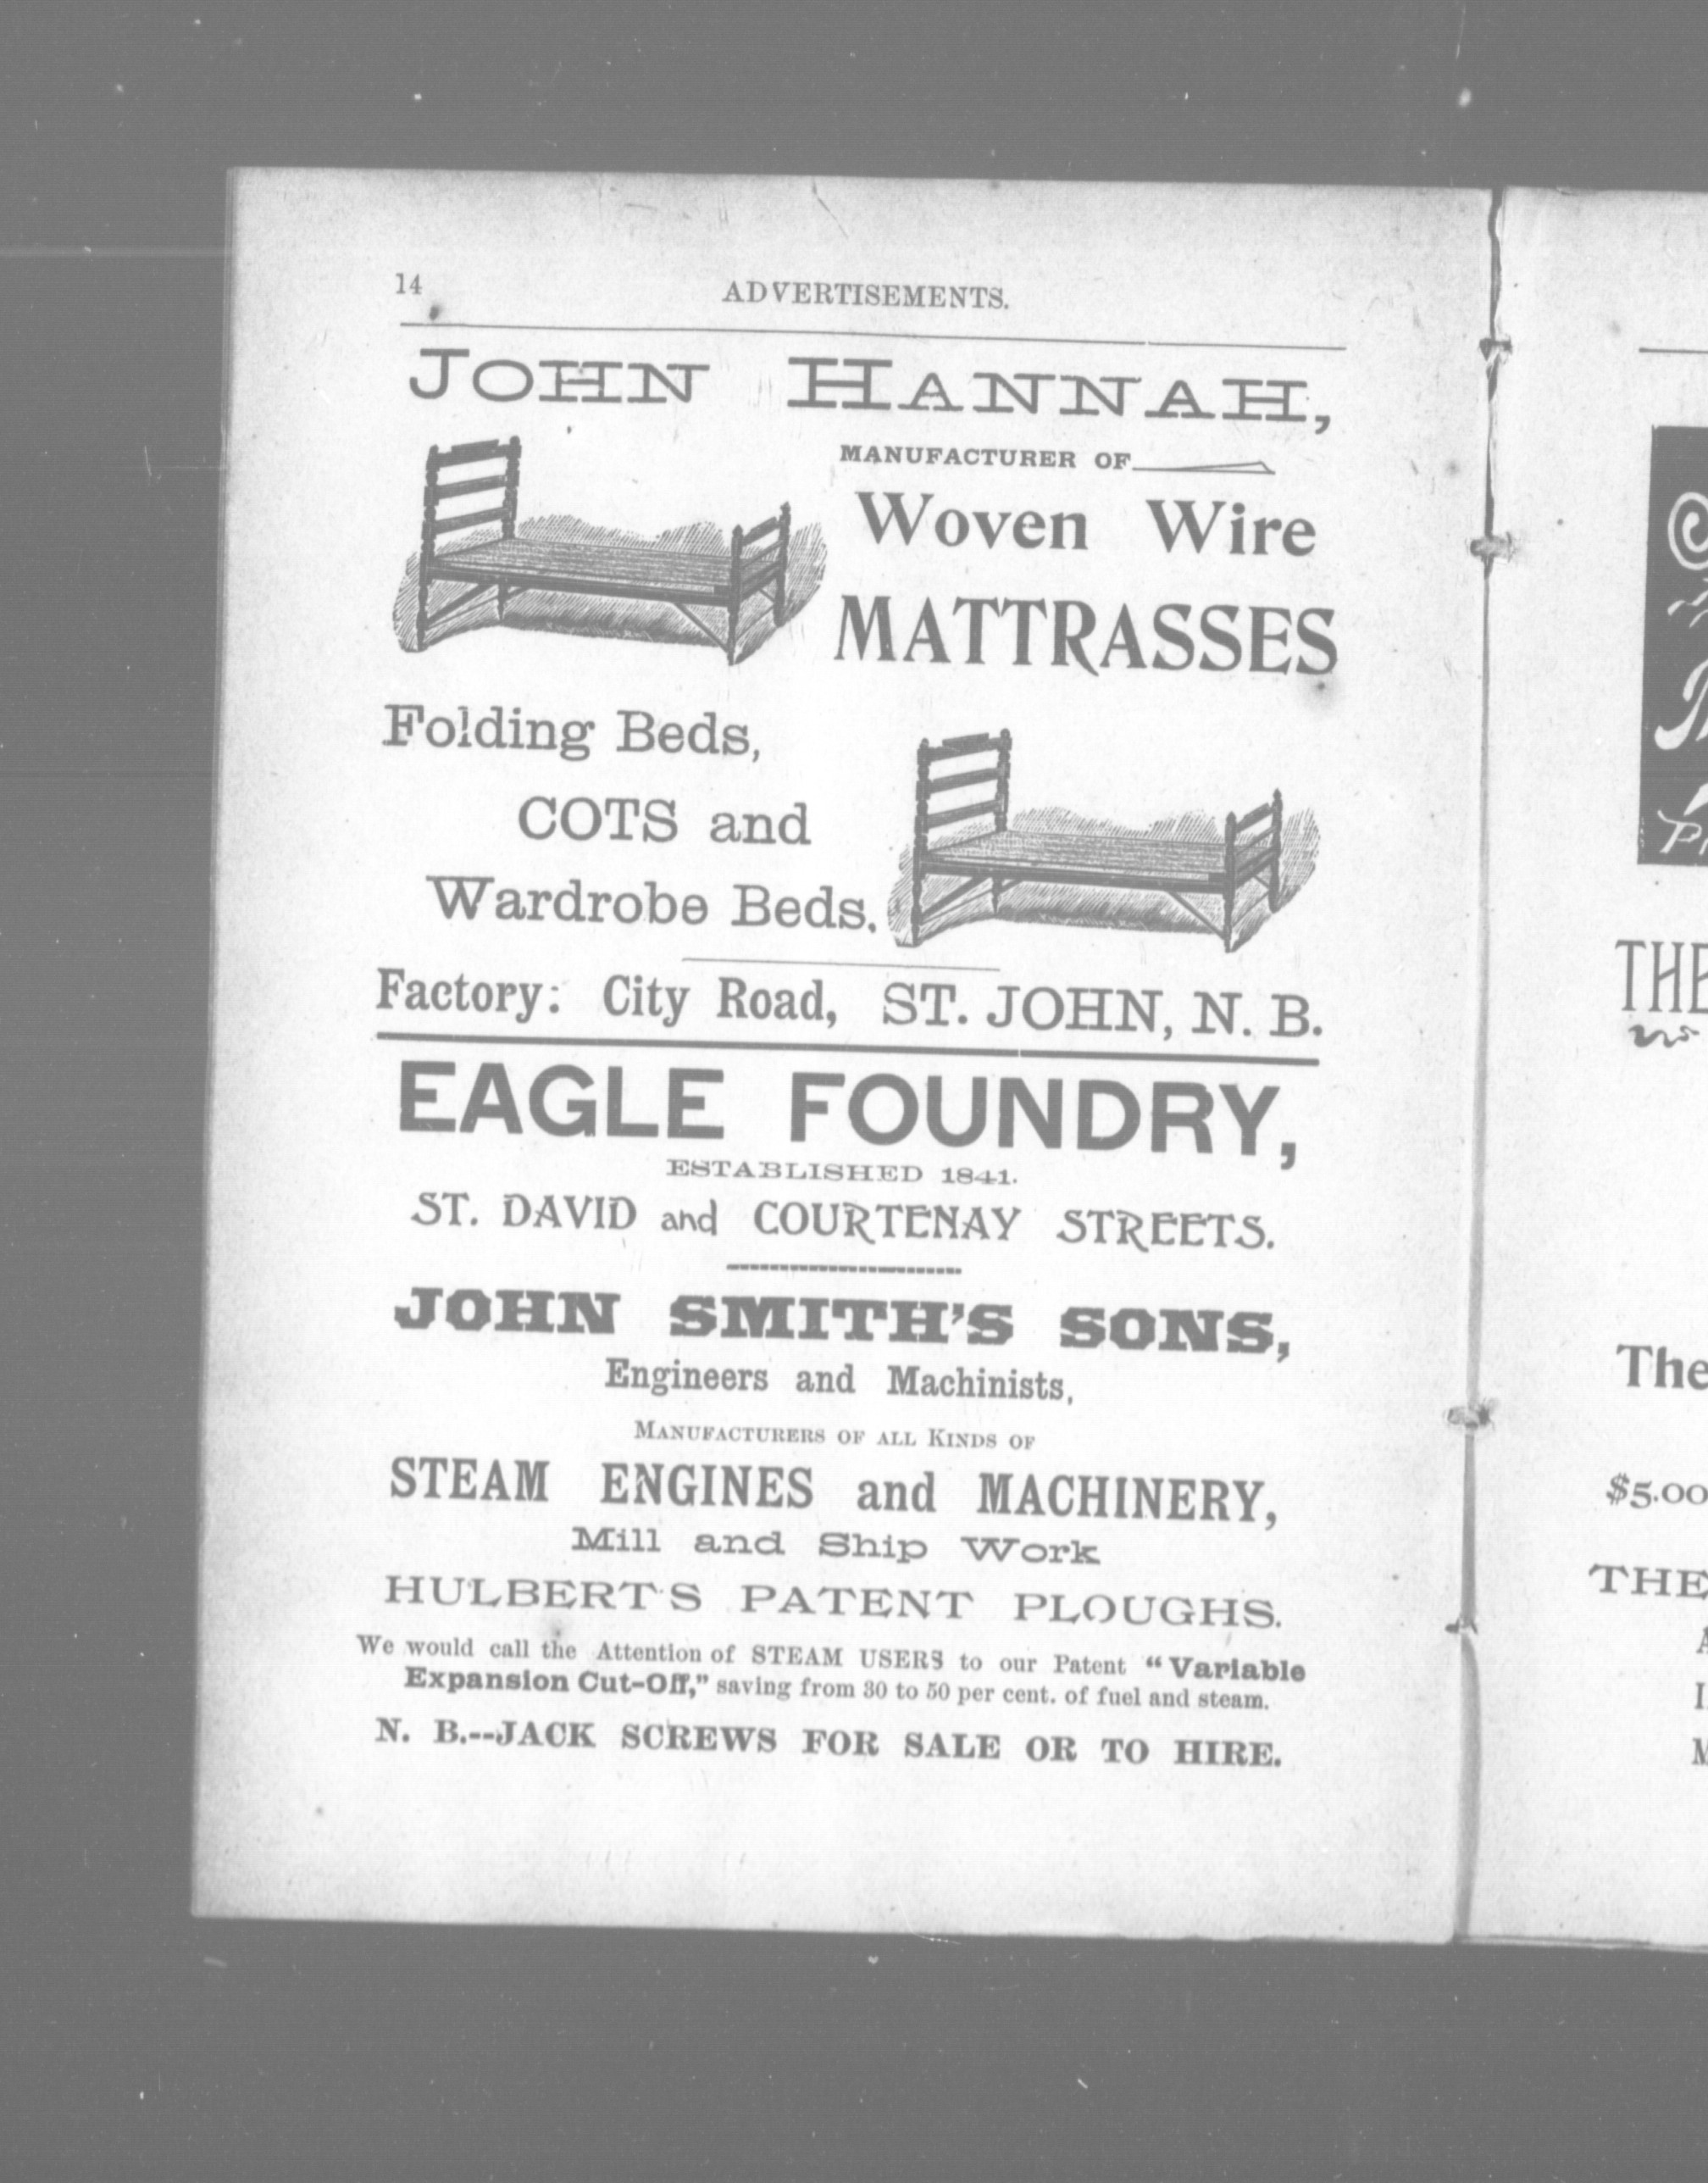 14
ADVERTISEMENTS.
JOHN HANNAH,
MANUFACTURER OF
Woven Wire
MATTRASSES
Folding Beds,
COTS and
Wardrobe Beds.
Factory: City Road, ST. JOHN, N. B.
EAGLE FOUNDRY,
ESTABLISHED 1841.
ST. DAVID and COURTENAY STREETS.
JOHN SMITH'S SONS,
Engineers and Machinists,
MANUFACTURERS OF ALL KINDS OF
STEAM ENGINES and MACHINERY,
Mill and Ship Work
HULBERT'S PATENT PLOUGHS.
We would call the Attention of STEAM USERS to our Patent "Variable
Expansion Cut-Off," saving from 30 to 50 per cent. of fuel and steam.
N. B.--JACK SCREWS FOR SALE OR TO HIRE.
The
$5.00
THE